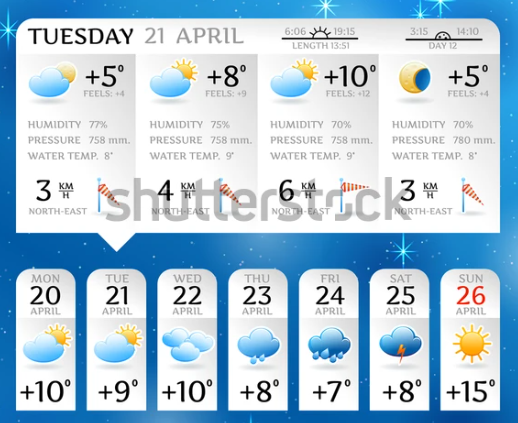 TUESDAY 21 APRIL
6:06 19:15
LENGTH 13:51
3:15 14:10
DAY 12
+5°
FEELS: +4
HUMIDITY 77%
PRESSURE 758 mm.
WATER TEMP. 8°
3 KM H
NORTH-EAST
+8°
FEELS: +9
HUMIDITY 75%
PRESSURE 758 mm.
WATER TEMP. 9°
4 KM H
NORTH-EAST
+10°
FEELS: +12
HUMIDITY 70%
PRESSURE 758 mm.
WATER TEMP. 9°
6 KM H
NORTH-EAST
+5°
FEELS: +4
HUMIDITY 70%
PRESSURE 780 mm.
WATER TEMP. 8°
3 KM H
NORTH-EAST
shutterstock
MON
20
APRIL
+10°
TUE
21
APRIL
+9°
WED
22
APRIL
+10°
THU
23
APRIL
+8°
FRI
24
APRIL
+7°
SAT
25
APRIL
+8°
SUN
26
APRIL
+15°